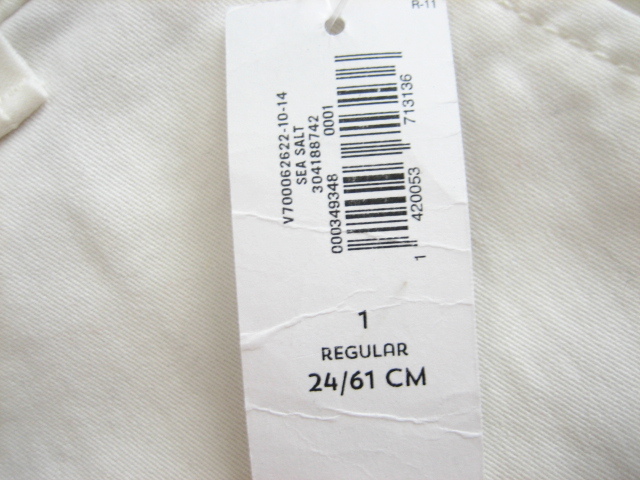 R-11
V700062622-10-14
SEA SALT
304188742
000349348 0001
1 420053 713136
1
REGULAR
24/61 CM